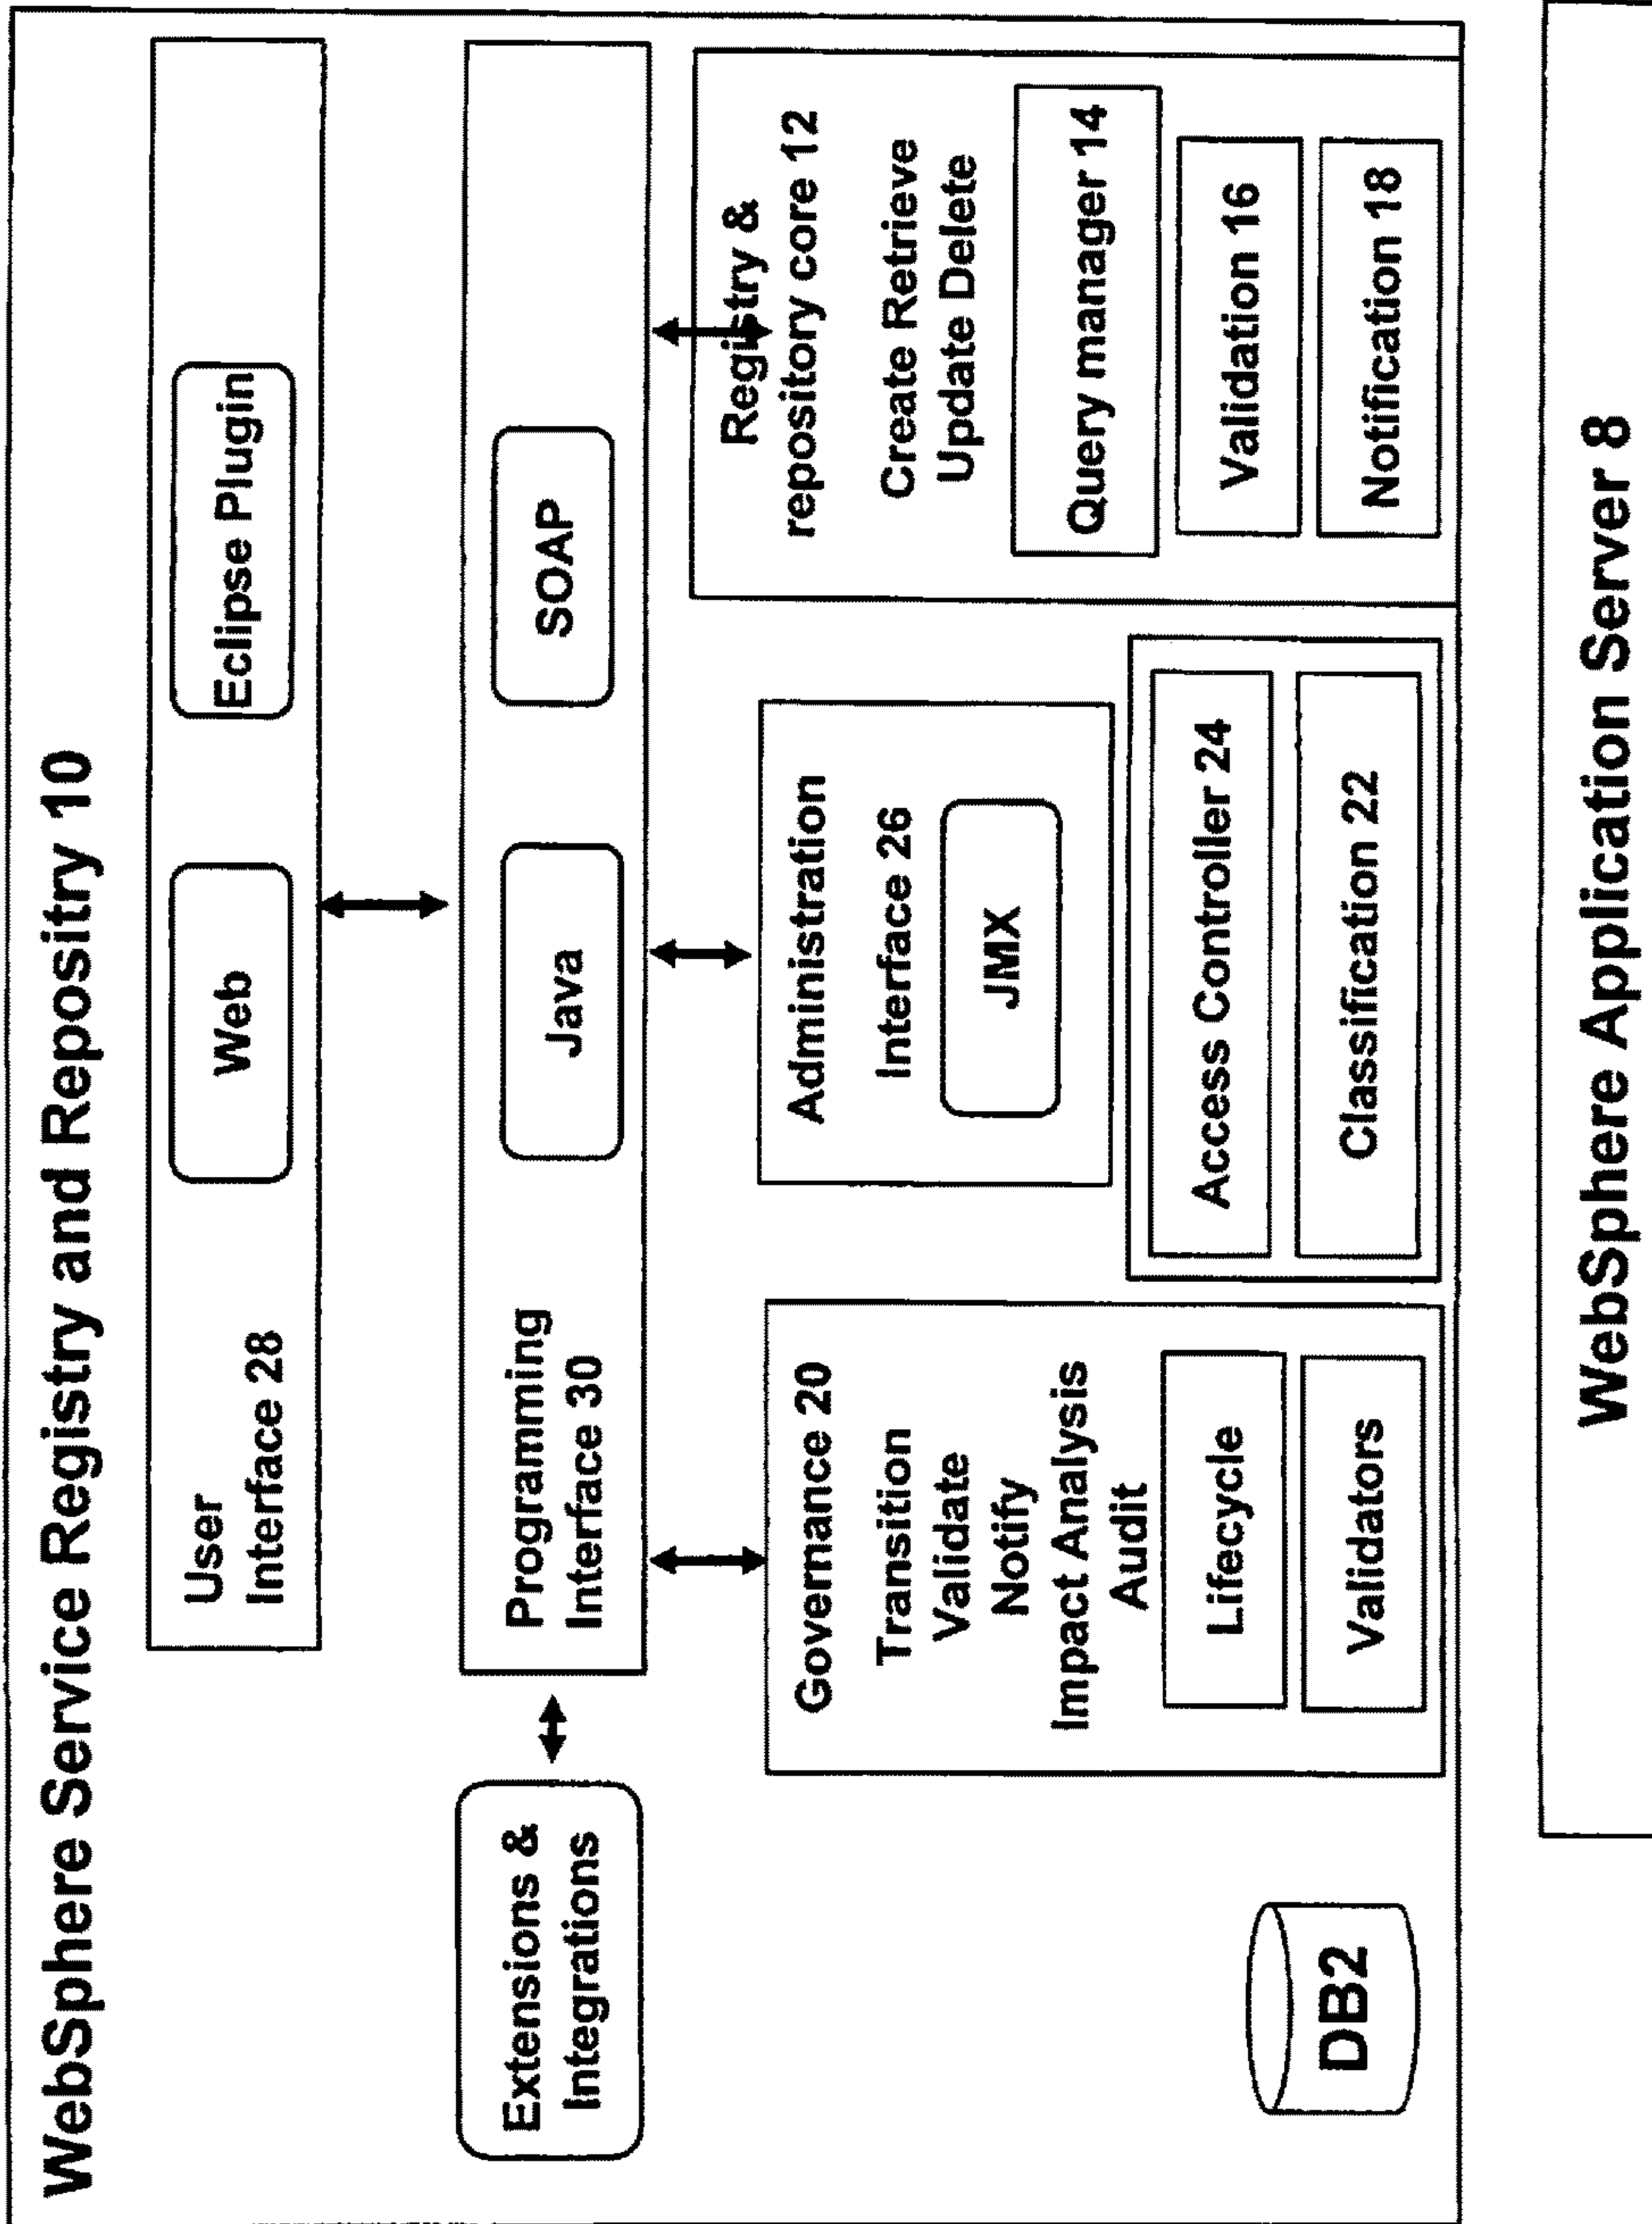 WebSphere Service Registry and Repositry 10
User
Interface 28
Web
Eclipse Plugin
Extensions &
Integrations
Programming
Interface 30
Java
SOAP
Governance 20
Transition
Validate
Notify
Impact Analysis
Audit
Lifecycle
Validators
Administration
Interface 26
JMX
Access Controller 24
Classification 22
Registry &
repository core 12
Create Retrieve
Update Delete
Query manager 14
Validation 16
Notification 18
DB2
WebSphere Application Server 8